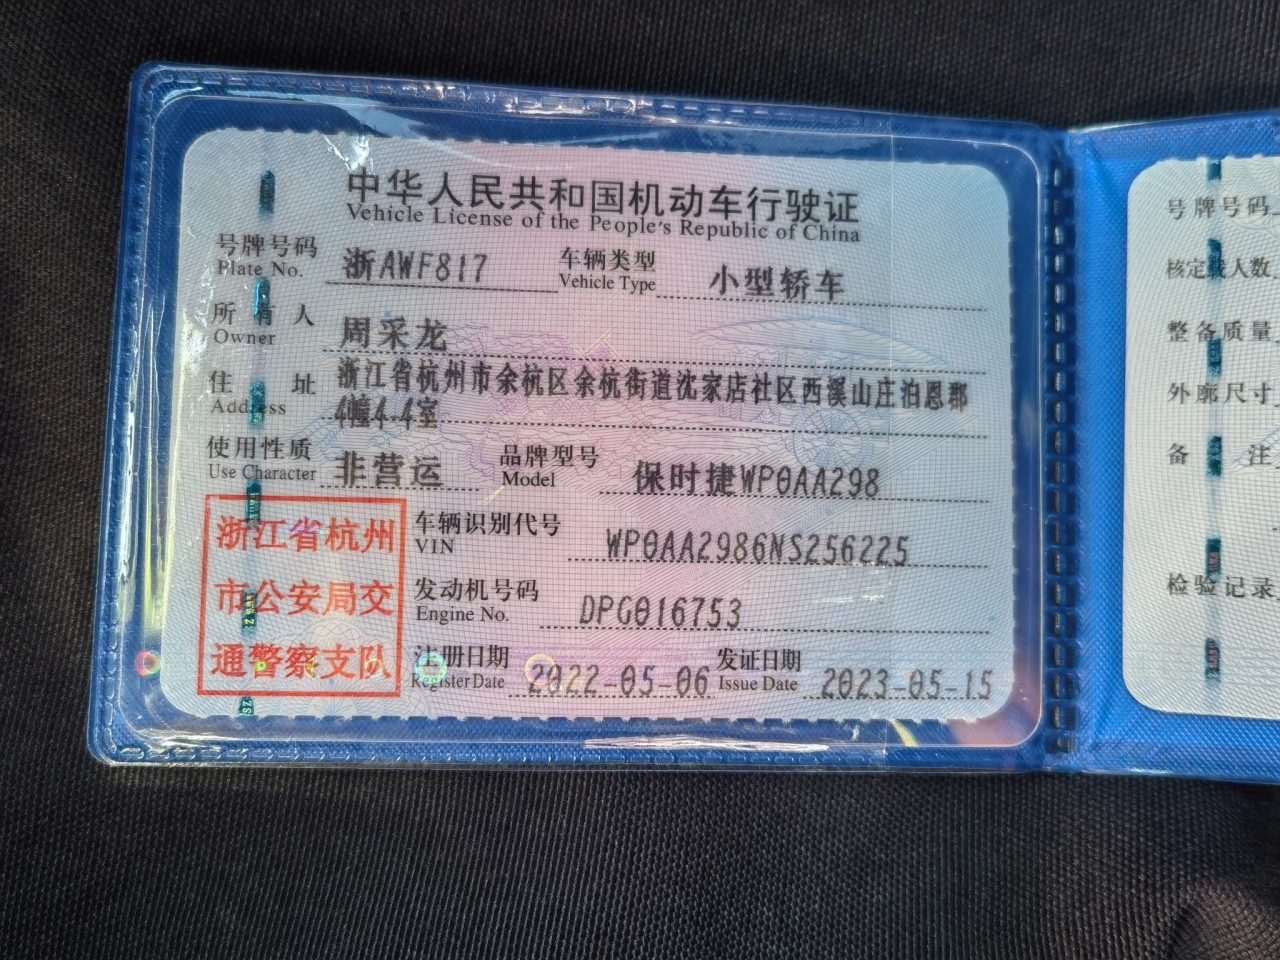 中华人民共和国机动车行驶证
Vehicle License of the People's Republic of China
号牌号码 浙AWF817 车辆类型 小型轿车
Plate No. Vehicle Type
所有人 周采龙
Owner
住址 浙江省杭州市余杭区余杭街道沈家店社区西溪山庄泊恩郡
Address 4幢4-4室
使用性质 非营运 品牌型号 保时捷WP0AA298
Use Character Model
浙江省杭州
市公安局交
通警察支队
车辆识别代号 WP0AA2986NS256225
VIN
发动机号码 DPG016753
Engine No.
注册日期 2022-05-06 发证日期 2023-05-15
Register Date Issue Date
号牌号码
核定载人数
整备质量
外廓尺寸
备注
检验记录